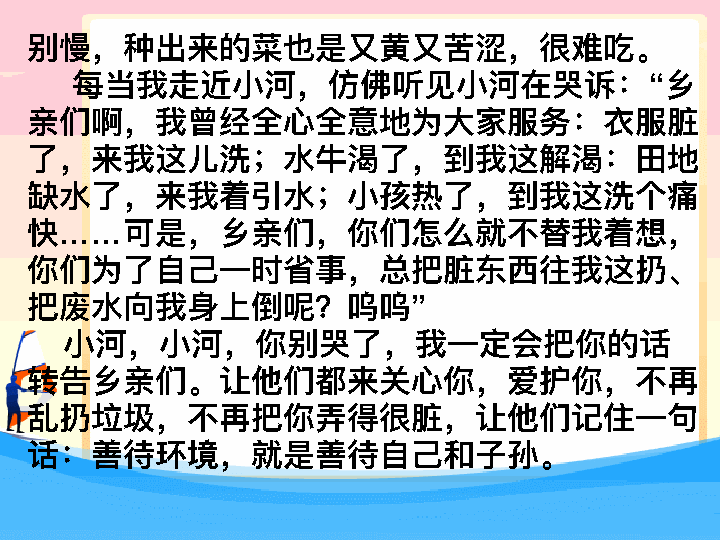 别慢，种出来的菜也是又黄又苦涩，很难吃。
每当我走近小河，仿佛听见小河在哭诉：“乡
亲们啊，我曾经全心全意地为大家服务：衣服脏
了，来我这儿洗；水牛渴了，到我这解渴：田地
缺水了，来我着引水；小孩热了，到我这洗个痛
快……可是，乡亲们，你们怎么就不替我着想，
你们为了自己一时省事，总把脏东西往我这扔、
把废水向我身上倒呢？呜呜”
小河，小河，你别哭了，我一定会把你的话
转告乡亲们。让他们都来关心你，爱护你，不再
乱扔垃圾，不再把你弄得很脏，让他们记住一句
话：善待环境，就是善待自己和子孙。